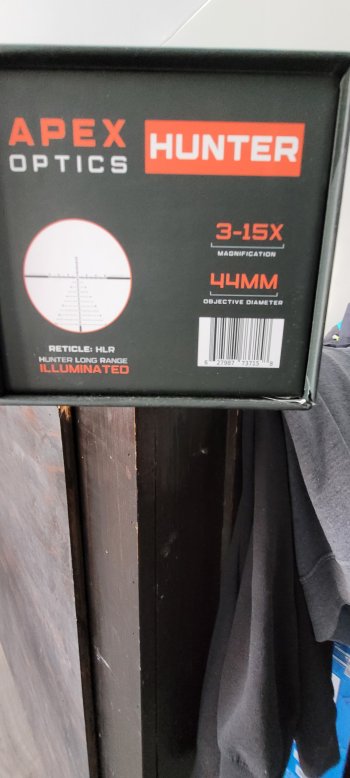 APEX
OPTICS
HUNTER
3-15X
MAGNIFICATION
44MM
OBJECTIVE DIAMETER
RETICLE: HLR
HUNTER LONG RANGE
ILLUMINATED